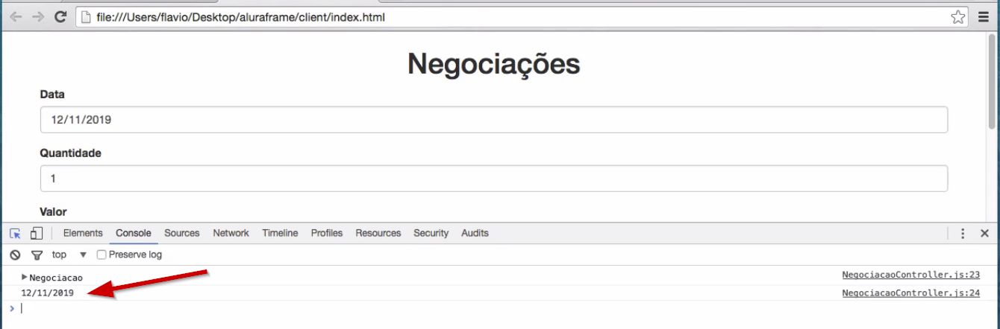 file:///Users/flavio/Desktop/aluraframe/client/index.html
Negociações
Data
12/11/2019
Quantidade
1
Valor
Elements Console Sources Network Timeline Profiles Resources Security Audits
top Preserve log
Negociacao NegociacaoController.js:23
12/11/2019 NegociacaoController.js:24